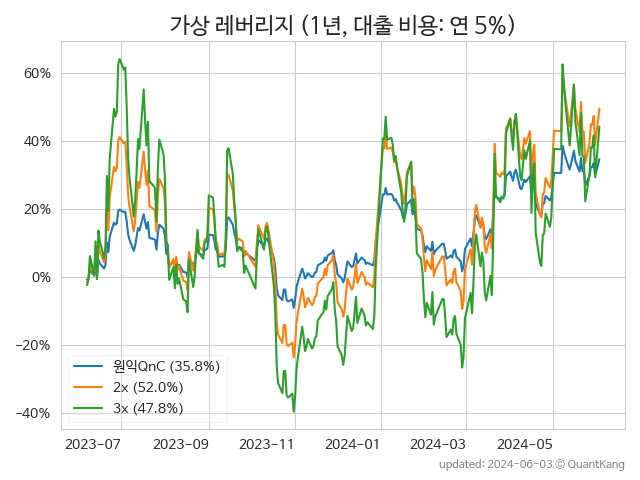 가상 레버리지 (1년, 대출 비용: 연 5%)
60%
40%
20%
0%
−20%
−40%
원익QnC (35.8%)
2x (52.0%)
3x (47.8%)
2023-07 2023-09 2023-11 2024-01 2024-03 2024-05
updated: 2024-06-03 © QuantKang